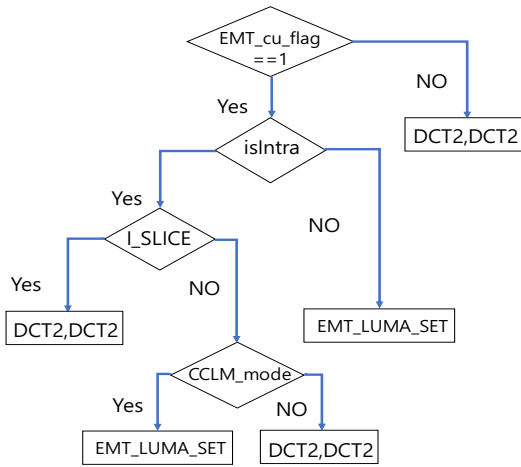 EMT_cu_flag
==1
NO
Yes
DCT2,DCT2
isIntra
Yes
NO
I_SLICE
Yes
NO
DCT2,DCT2
EMT_LUMA_SET
CCLM_mode
Yes
NO
EMT_LUMA_SET
DCT2,DCT2